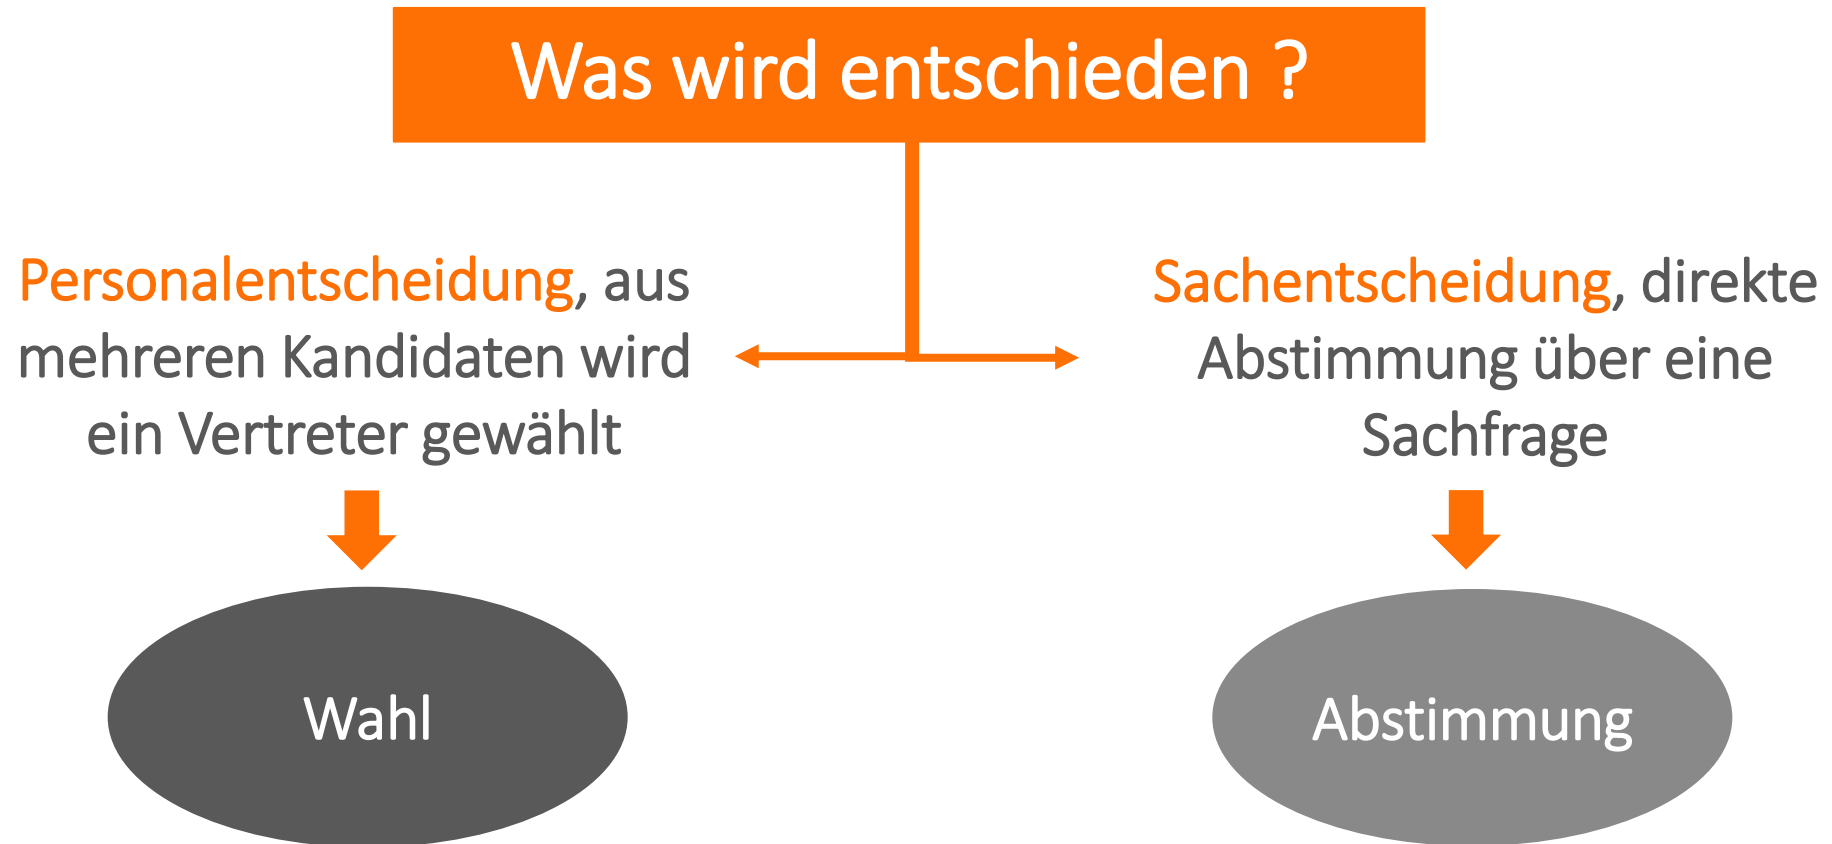 Was wird entschieden ?
Personalentscheidung, aus
mehreren Kandidaten wird
ein Vertreter gewählt
Sachentscheidung, direkte
Abstimmung über eine
Sachfrage
Wahl
Abstimmung